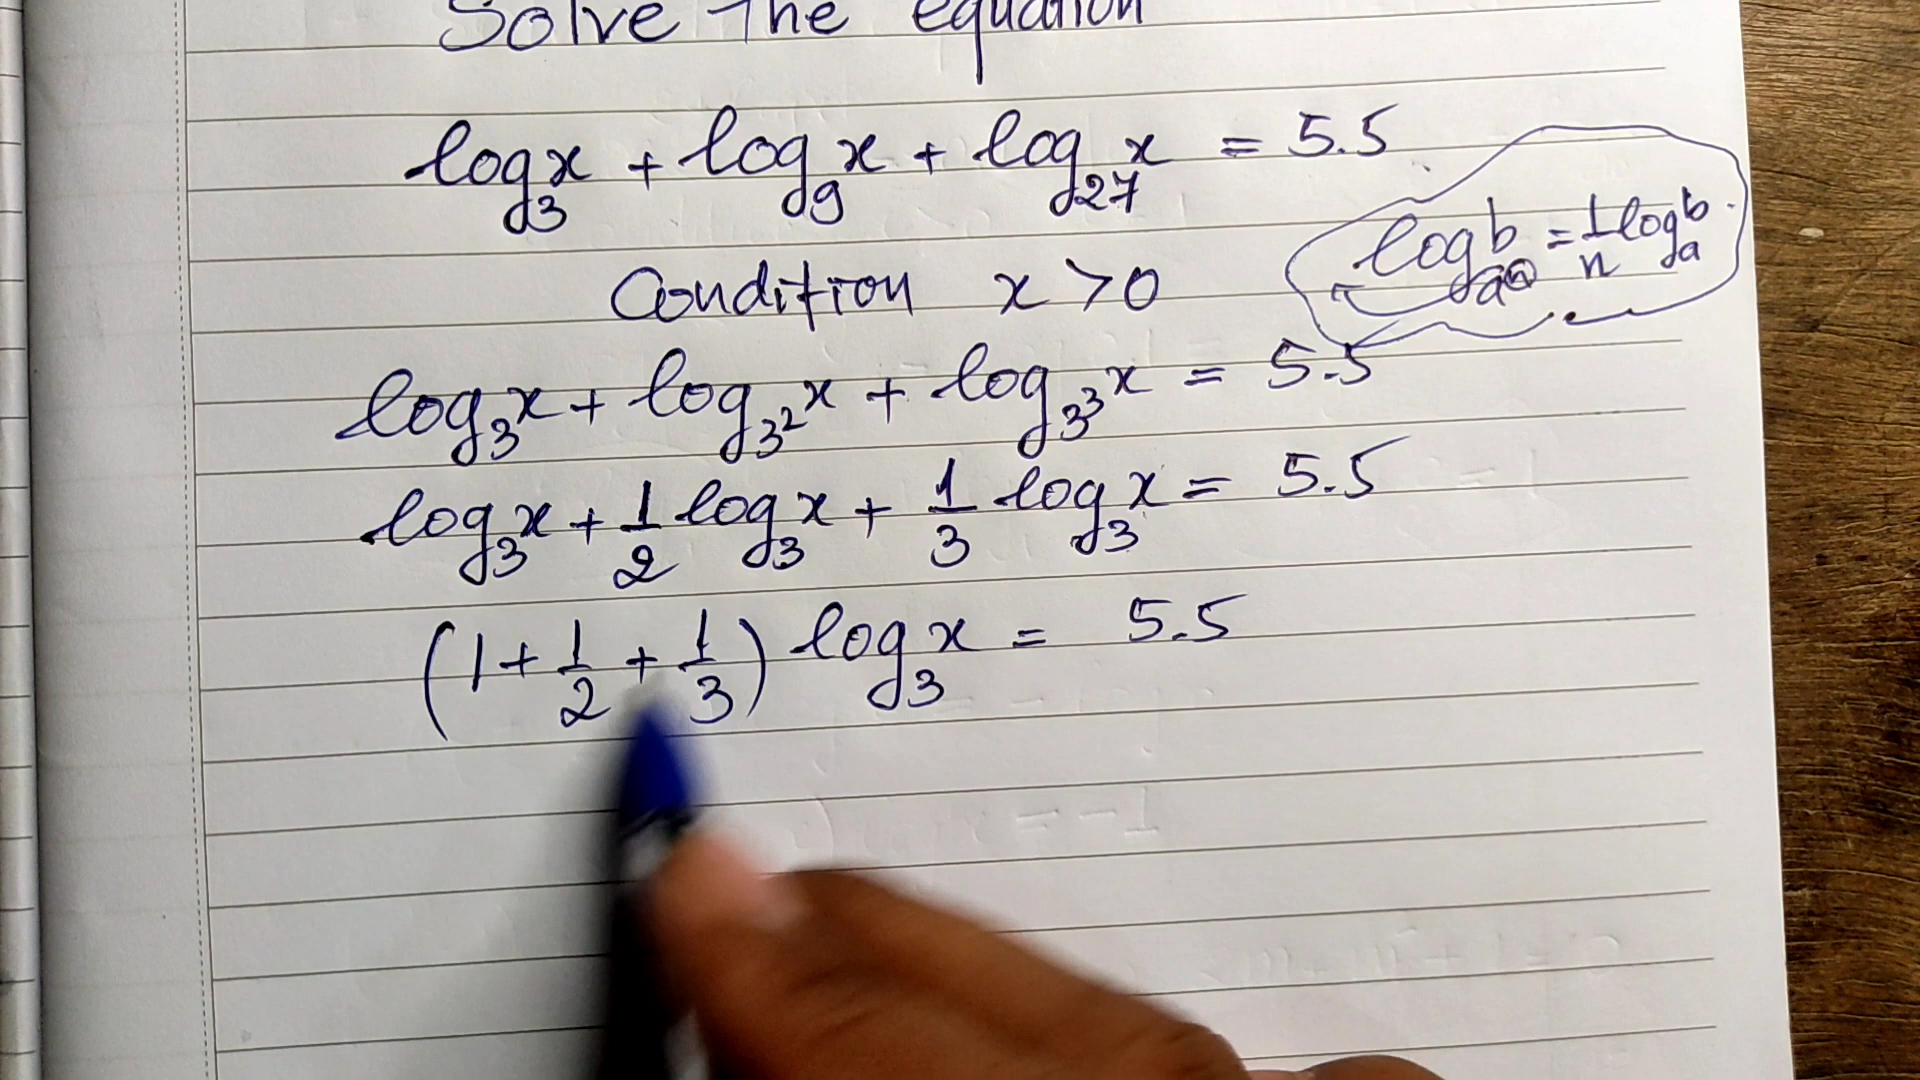 Solve The equation
log₃x + log₉x + log₂₇x = 5.5
log_aⁿ b = 1/n log_a b
Condition x > 0
log₃x + log₃²x + log₃³x = 5.5
log₃x + 1/2 log₃x + 1/3 log₃x = 5.5
(1 + 1/2 + 1/3) log₃x = 5.5